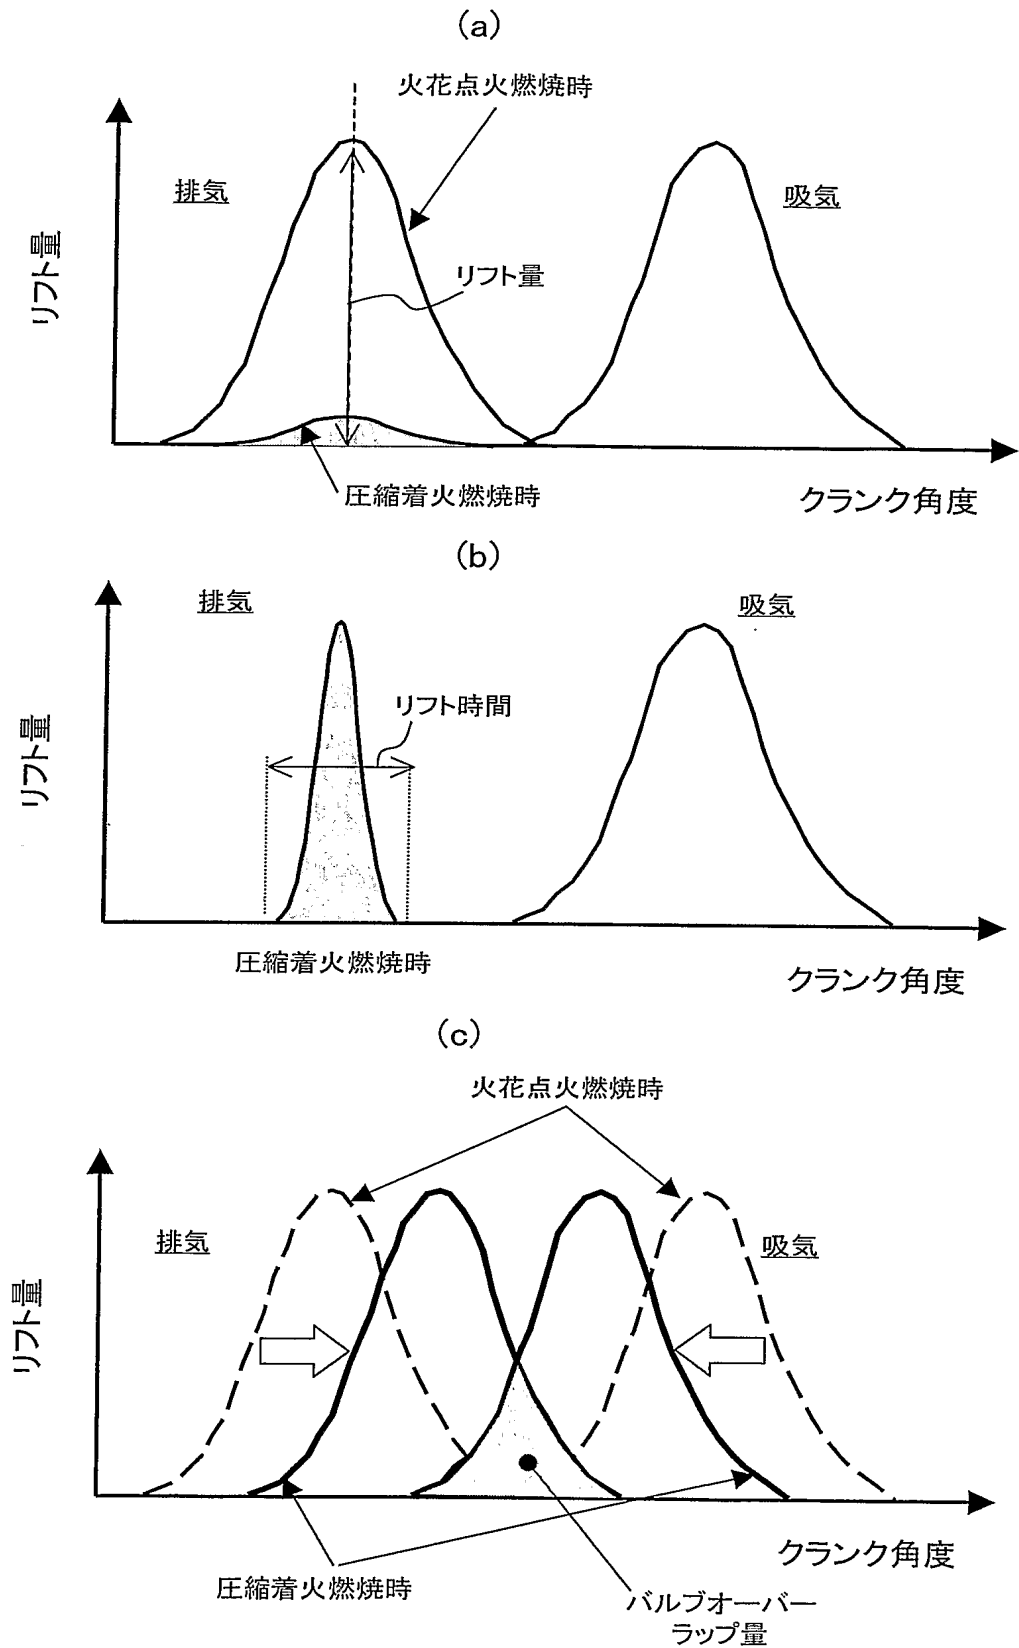 (a)
火花点火燃焼時
排気
吸気
リフト量
リフト量
圧縮着火燃焼時
クランク角度
(b)
排気
吸気
リフト時間
リフト量
圧縮着火燃焼時
クランク角度
(c)
火花点火燃焼時
排気
吸気
リフト量
クランク角度
圧縮着火燃焼時
バルブオーバー
ラップ量